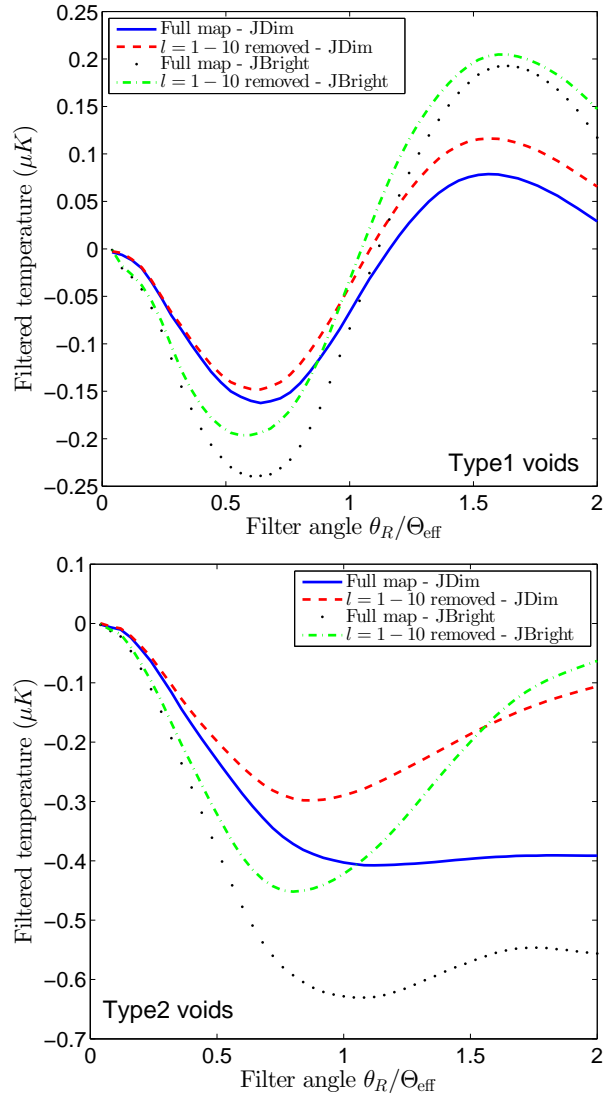 Full map - JDim
l = 1 − 10 removed - JDim
Full map - JBright
l = 1 − 10 removed - JBright
0.25
0.2
0.15
0.1
0.05
0
−0.05
−0.1
−0.15
−0.2
−0.25
Filtered temperature (μK)
Type1 voids
0 0.5 1 1.5 2
Filter angle θ_R/Θ_eff
Full map - JDim
l = 1 − 10 removed - JDim
Full map - JBright
l = 1 − 10 removed - JBright
0.1
0
−0.1
−0.2
−0.3
−0.4
−0.5
−0.6
−0.7
Filtered temperature (μK)
Type2 voids
0 0.5 1 1.5 2
Filter angle θ_R/Θ_eff